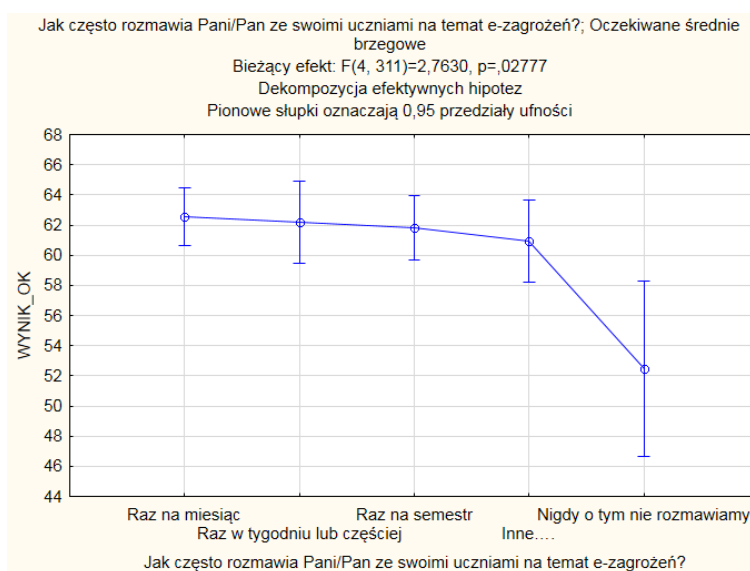 Jak często rozmawia Pani/Pan ze swoimi uczniami na temat e-zagrożeń?; Oczekiwane średnie
brzegowe
Bieżący efekt: F(4, 311)=2,7630, p=,02777
Dekompozycja efektywnych hipotez
Pionowe słupki oznaczają 0,95 przedziały ufności
68
66
64
62
60
58
56
54
52
50
48
46
44
WYNIK_OK
Raz na miesiąc Raz na semestr Nigdy o tym nie rozmawiamy
Raz w tygodniu lub częściej Inne….
Jak często rozmawia Pani/Pan ze swoimi uczniami na temat e-zagrożeń?